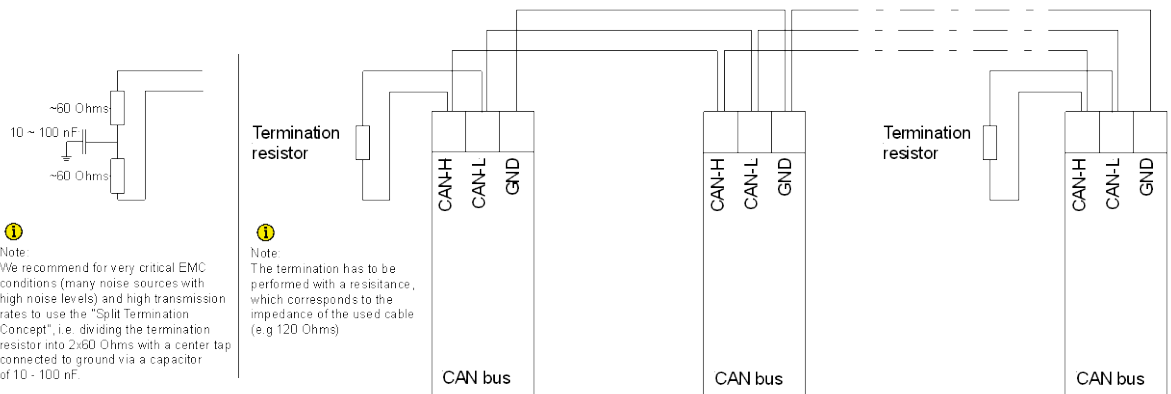 ~60 Ohms
10 ~ 100 nF
~60 Ohms
i
Note:
We recommend for very critical EMC
conditions (many noise sources with
high noise levels) and high transmission
rates to use the "Split Termination
Concept", i.e. dividing the termination
resistor into 2x60 Ohms with a center tap
connected to ground via a capacitor
of 10 - 100 nF.
Termination
resistor
i
Note:
The termination has to be
performed with a resisitance,
which corresponds to the
impedance of the used cable
(e.g 120 Ohms)
CAN-H
CAN-L
GND
CAN bus
CAN-H
CAN-L
GND
CAN bus
Termination
resistor
CAN-H
CAN-L
GND
CAN bus